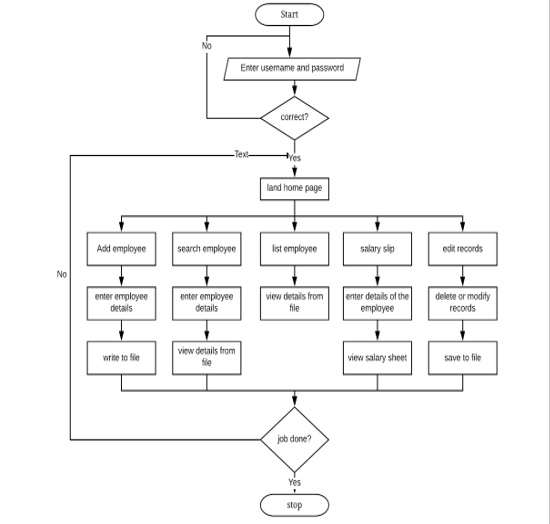 Start
No
Enter username and password
correct?
Text
Yes
land home page
Add employee
search employee
list employee
salary slip
edit records
No
enter employee
details
enter employee
details
view details from
file
enter details of the
employee
delete or modify
records
write to file
view details from
file
view salary sheet
save to file
job done?
Yes
stop